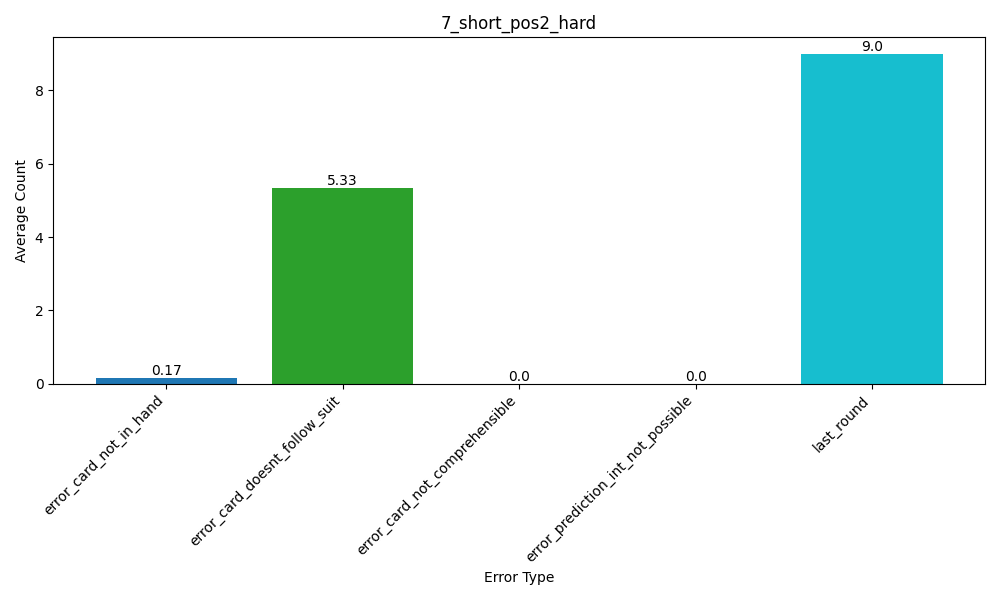 7_short_pos2_hard
Average Count
8
6
4
2
0
0.17
5.33
0.0
0.0
9.0
error_card_not_in_hand
error_card_doesnt_follow_suit
error_card_not_comprehensible
error_prediction_int_not_possible
last_round
Error Type